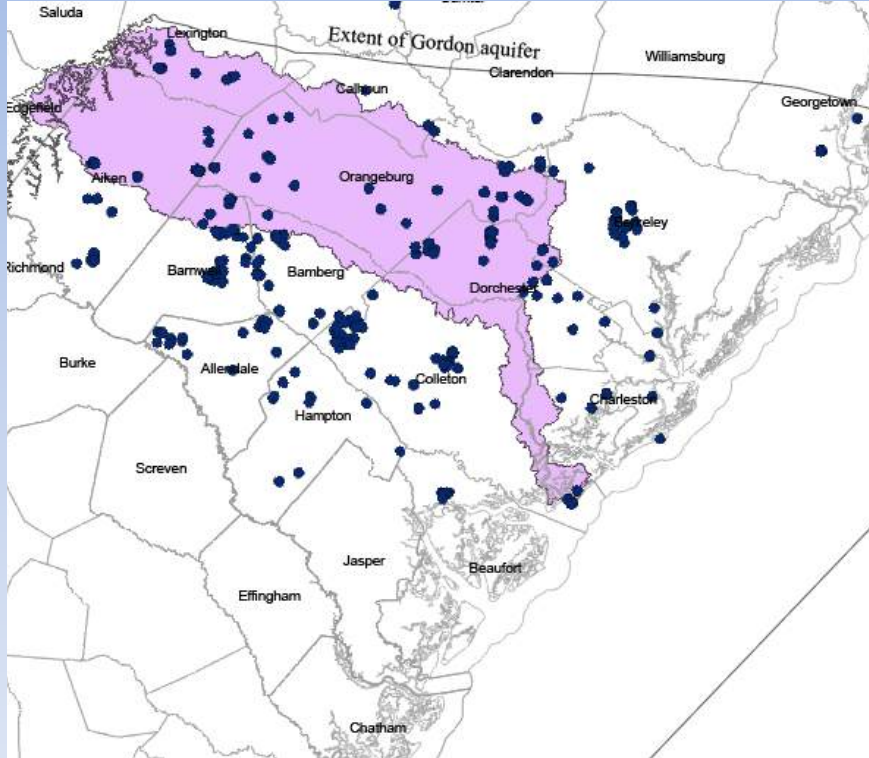 Saluda
Lexington
Extent of Gordon aquifer
Williamsburg
Clarendon
Calhoun
Georgetown
Edgefield
Aiken
Orangeburg
Berkeley
Richmond
Barnwell
Bamberg
Dorchester
Burke
Allendale
Colleton
Charleston
Hampton
Screven
Jasper
Beaufort
Effingham
Chatham